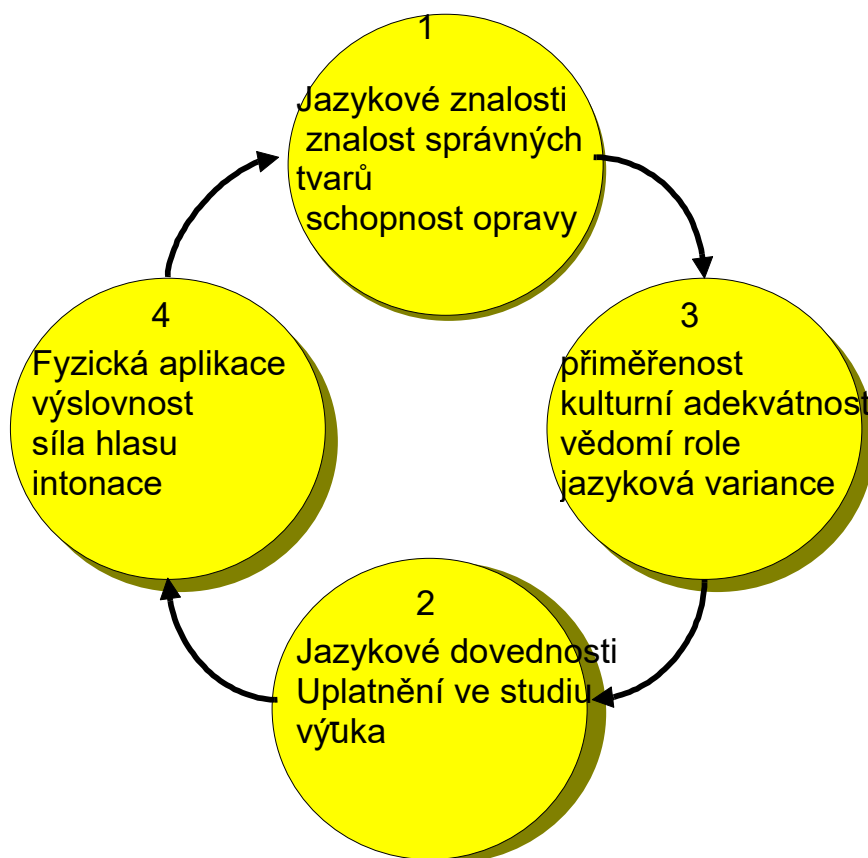 1
Jazykové znalosti
znalost správných
tvarů
schopnost opravy
4
Fyzická aplikace
výslovnost
síla hlasu
intonace
3
přiměřenost
kulturní adekvátnost
vědomí role
jazyková variance
2
Jazykové dovednosti
Uplatnění ve studiu
výuka